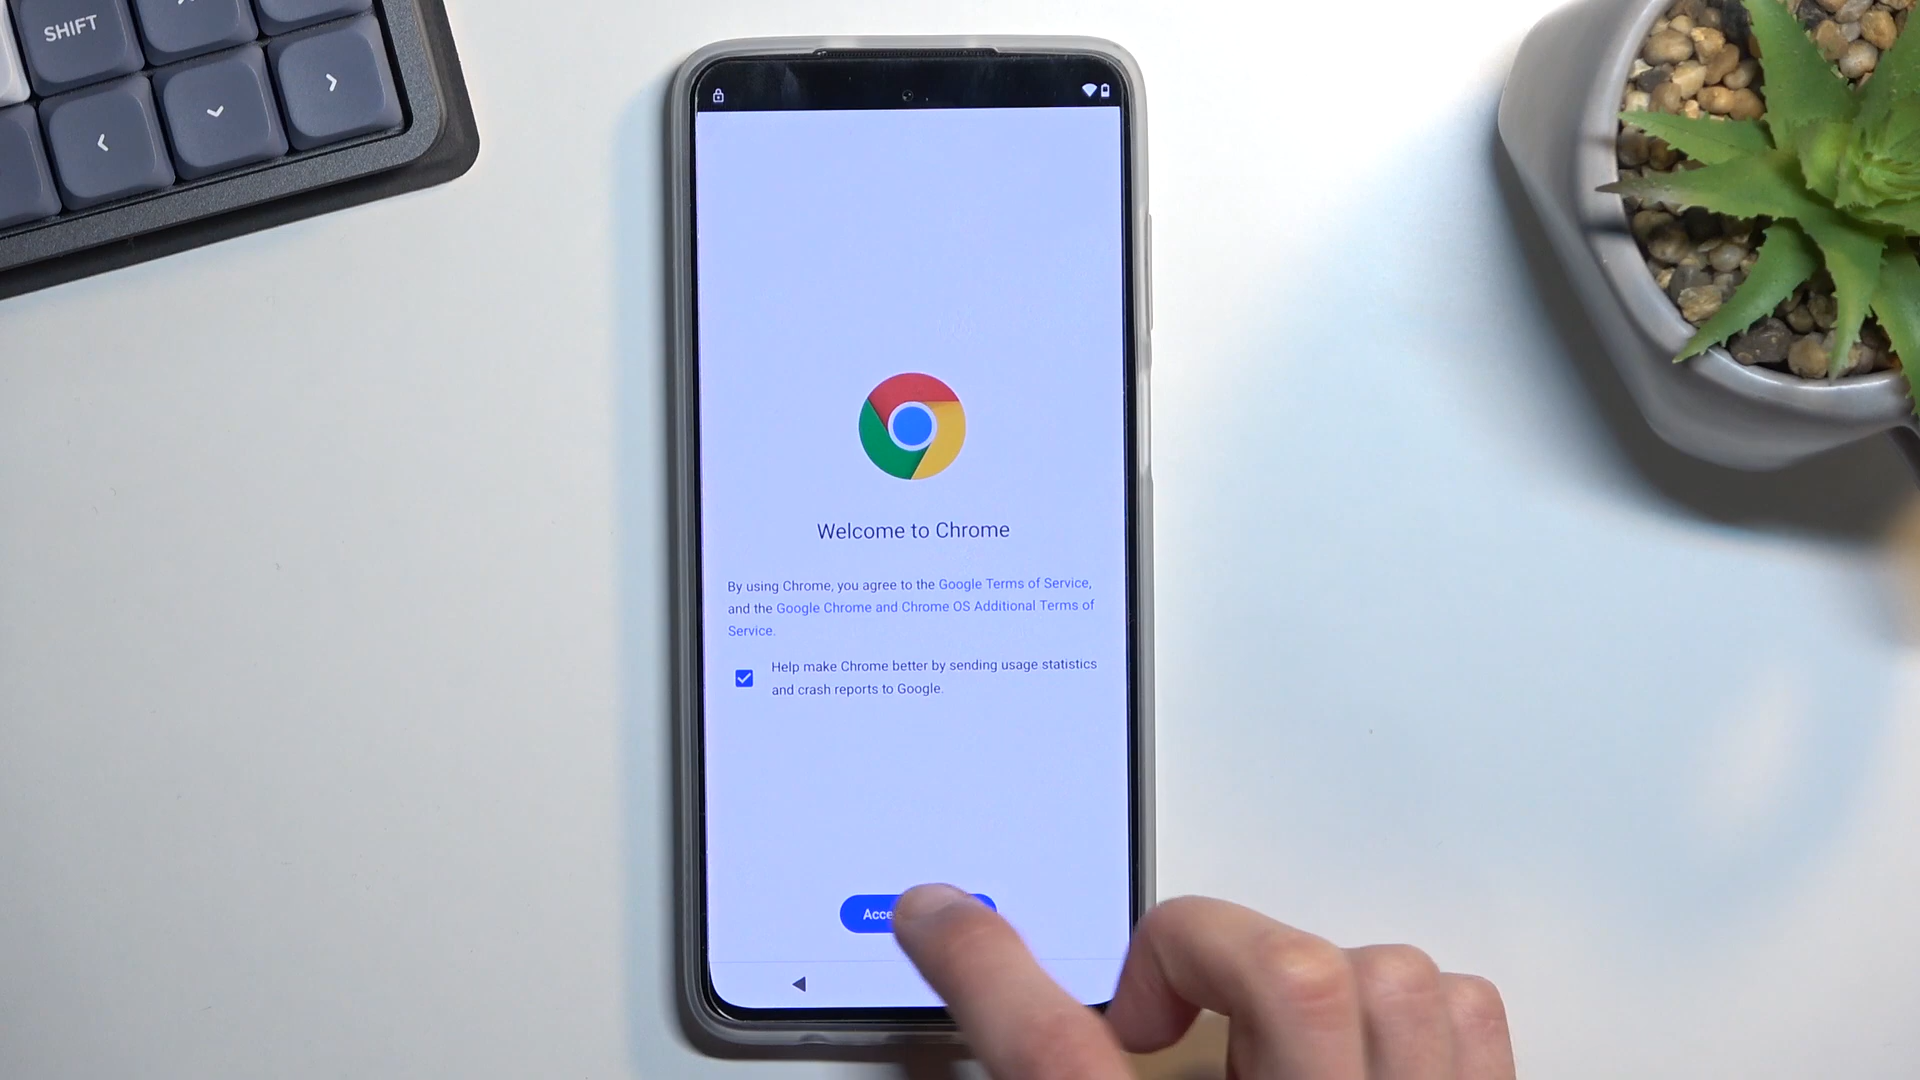 SHIFT
Welcome to Chrome
By using Chrome, you agree to the Google Terms of Service,
and the Google Chrome and Chrome OS Additional Terms of
Service.
Help make Chrome better by sending usage statistics
and crash reports to Google.